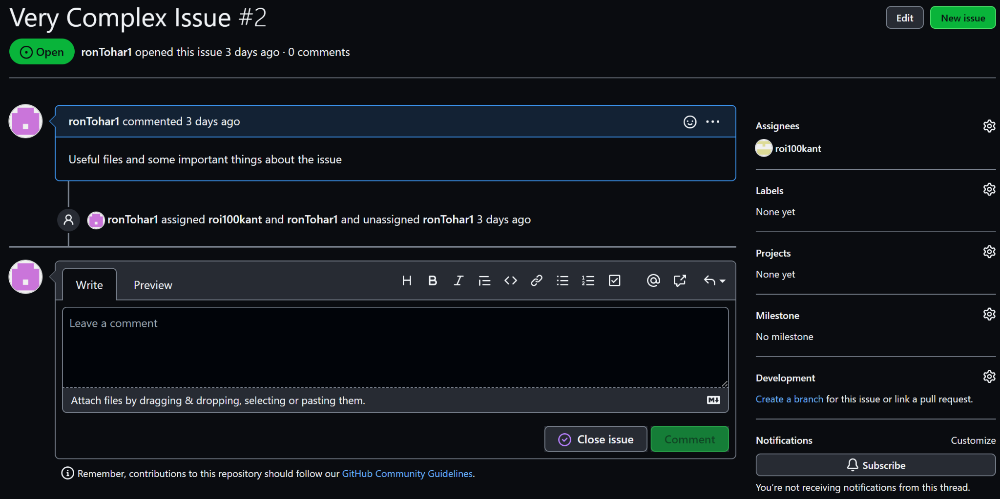 Very Complex Issue #2
Edit
New issue
Open
ronTohar1 opened this issue 3 days ago · 0 comments
ronTohar1 commented 3 days ago
Useful files and some important things about the issue
ronTohar1 assigned roi100kant and ronTohar1 and unassigned ronTohar1 3 days ago
Write
Preview
Leave a comment
Attach files by dragging & dropping, selecting or pasting them.
Close issue
Comment
Remember, contributions to this repository should follow our GitHub Community Guidelines.
Assignees
roi100kant
Labels
None yet
Projects
None yet
Milestone
No milestone
Development
Create a branch for this issue or link a pull request.
Notifications
Customize
Subscribe
You’re not receiving notifications from this thread.